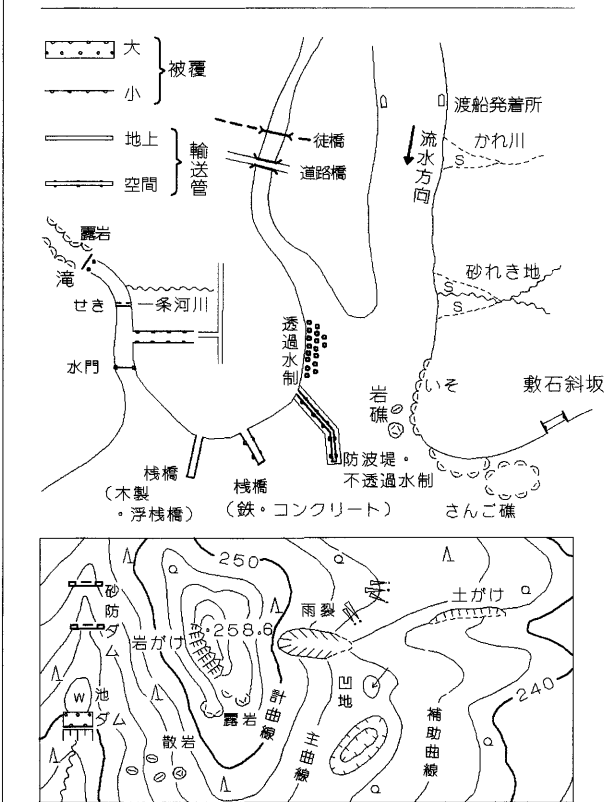 大
小
被覆
地上
空間
輸送管
徒橋
道路橋
渡船発着所
流水方向
かれ川
S
露岩
滝
せき
一条河川
水門
透過水制
砂れき地
S
S
いそ
岩礁
敷石斜坂
桟橋
(木製
・浮桟橋)
桟橋
(鉄・コンクリート)
防波堤・
不透過水制
さんご礁
250
砂防ダム
岩がけ
・258.6
雨裂
土がけ
W
池
ダム
散岩
露岩
計曲線
主曲線
凹地
補助曲線
240